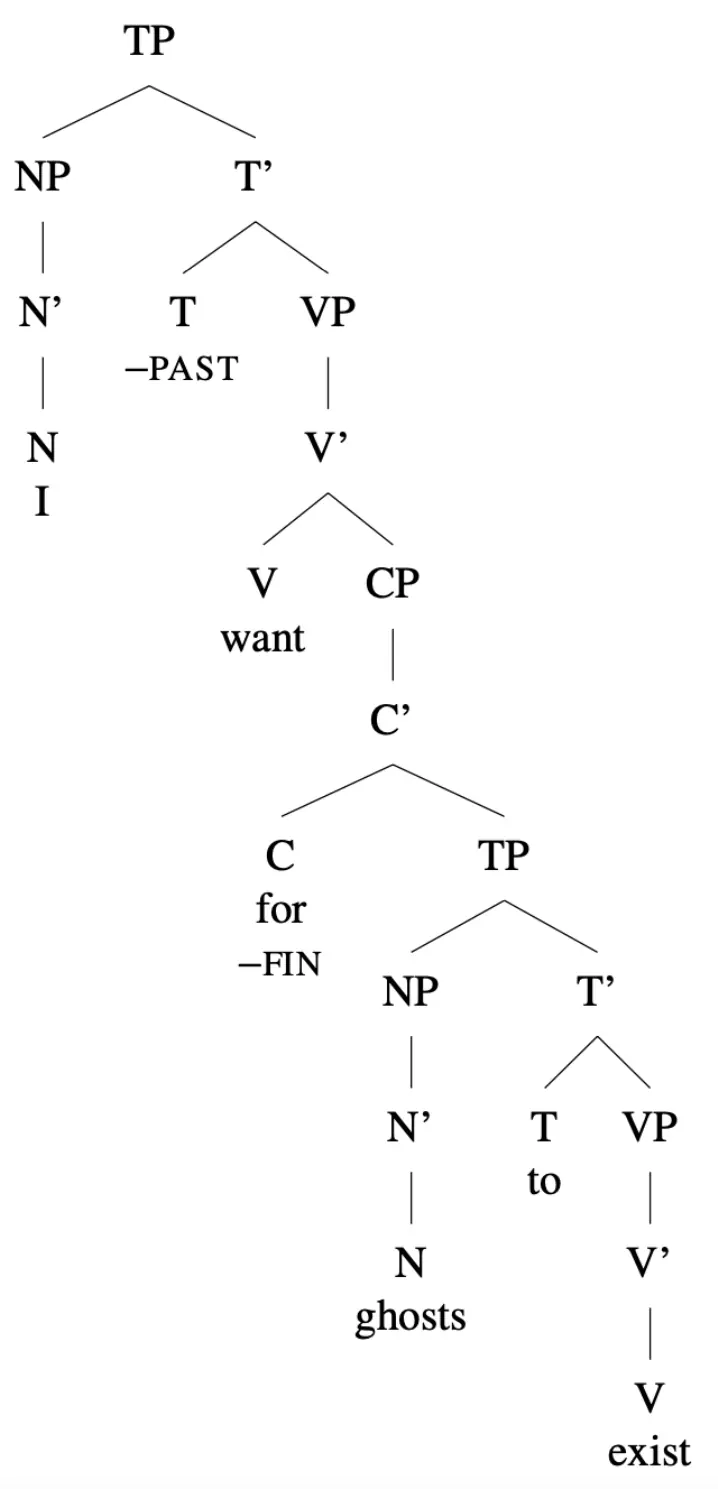 TP
NP T’
N’ T VP
–PAST
N V’
I
V CP
want
C’
C TP
for
–FIN
NP T’
N’ T VP
to
N V’
ghosts
V
exist